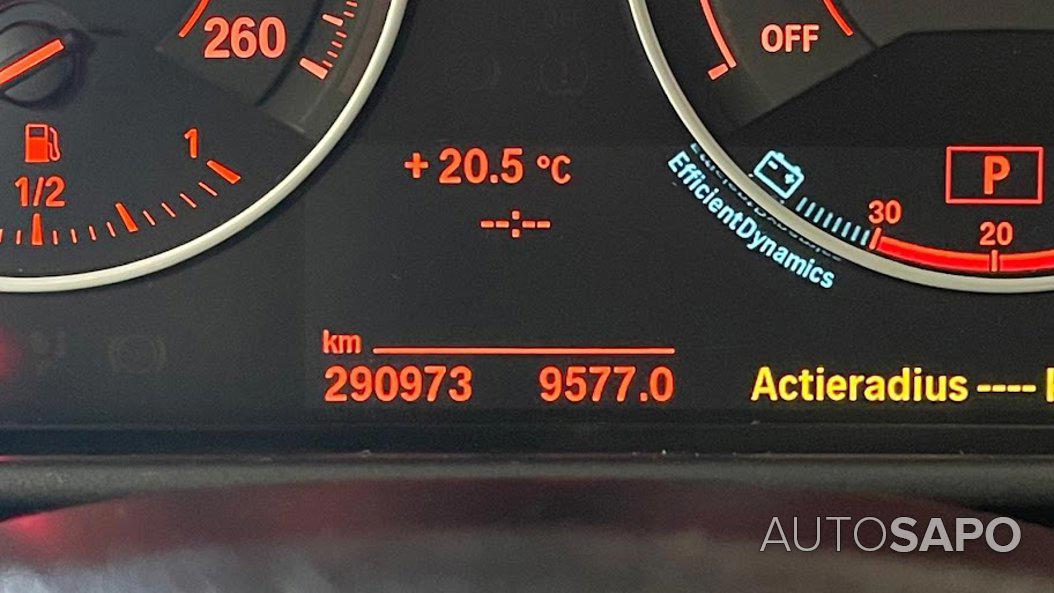 260
OFF
1
1/2
+ 20.5 °C
--:--
P
EfficientDynamics
30
20
km
290973 9577.0
Actieradius ----
AUTOSAPO